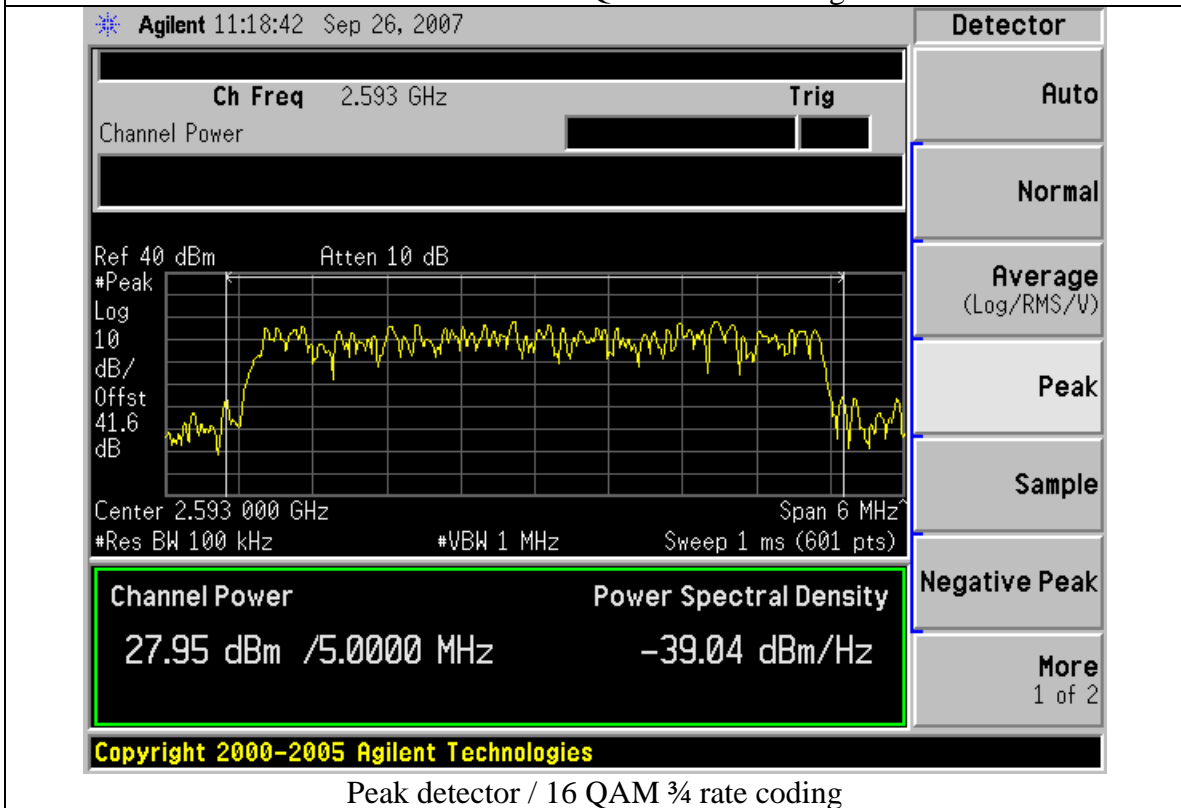 Agilent 11:18:42 Sep 26, 2007
Detector
Ch Freq 2.593 GHz Trig
Channel Power
Auto
Normal
Average
(Log/RMS/V)
Peak
Sample
Negative Peak
More
1 of 2
Ref 40 dBm Atten 10 dB
#Peak
Log
10
dB/
Offst
41.6
dB
Center 2.593 000 GHz Span 6 MHz^
#Res BW 100 kHz #VBW 1 MHz Sweep 1 ms (601 pts)
Channel Power Power Spectral Density
27.95 dBm /5.0000 MHz -39.04 dBm/Hz
Copyright 2000-2005 Agilent Technologies
Peak detector / 16 QAM ¾ rate coding